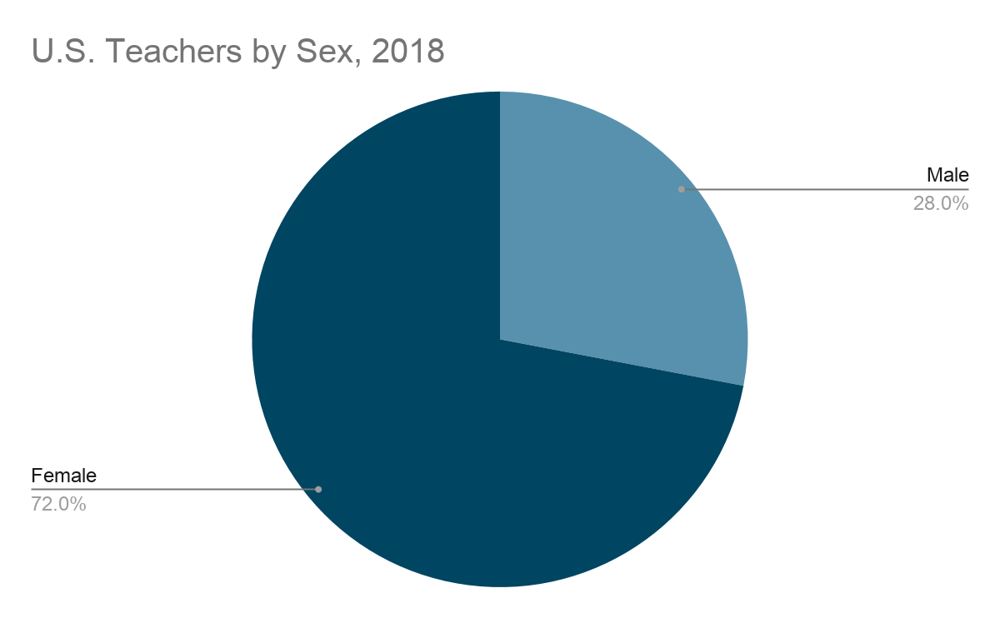 U.S. Teachers by Sex, 2018
Male
28.0%
Female
72.0%